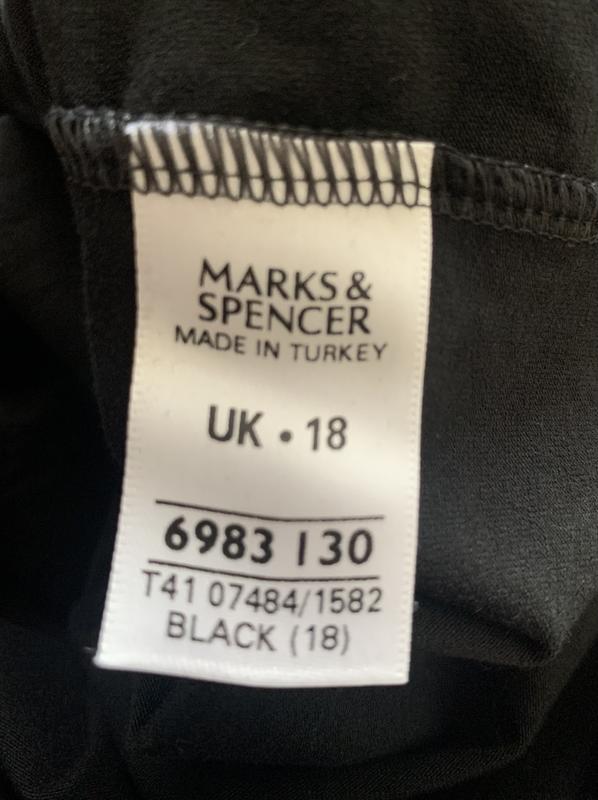 MARKS &
SPENCER
MADE IN TURKEY
UK • 18
6983 130
T41 07484/1582
BLACK (18)